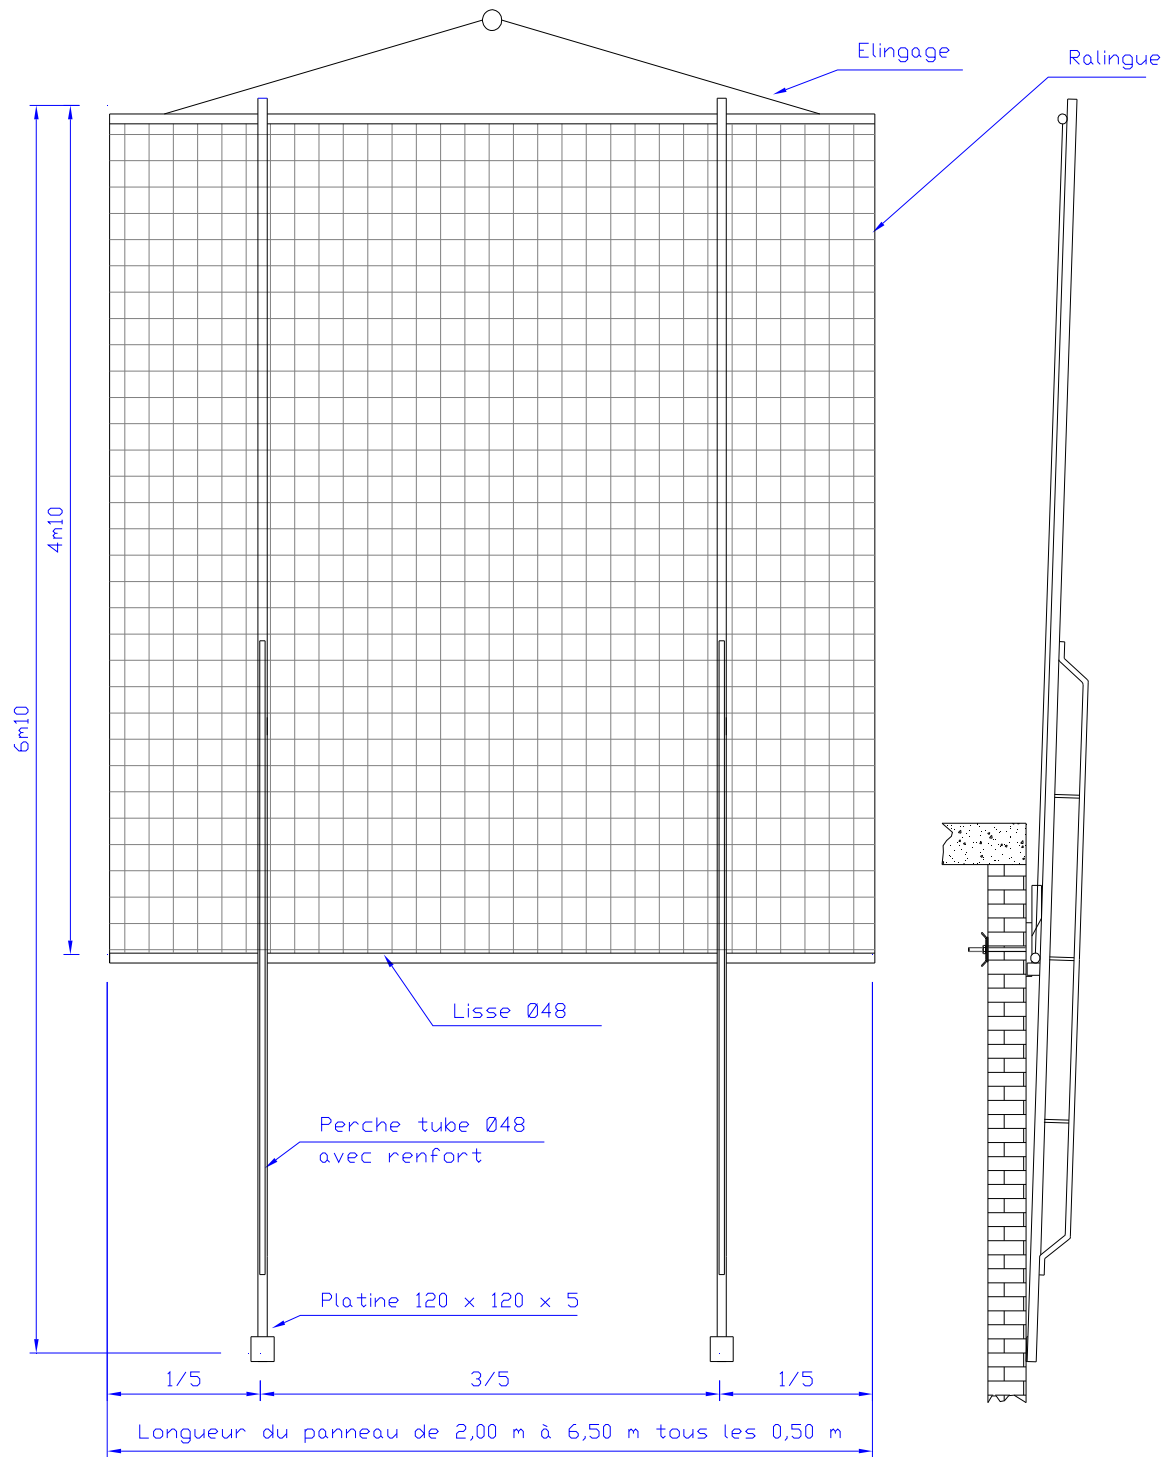 Elingage
Ralingue
4m10
6m10
Lisse Ø48
Perche tube Ø48
avec renfort
Platine 120 x 120 x 5
1/5
3/5
1/5
Longueur du panneau de 2,00 m à 6,50 m tous les 0,50 m